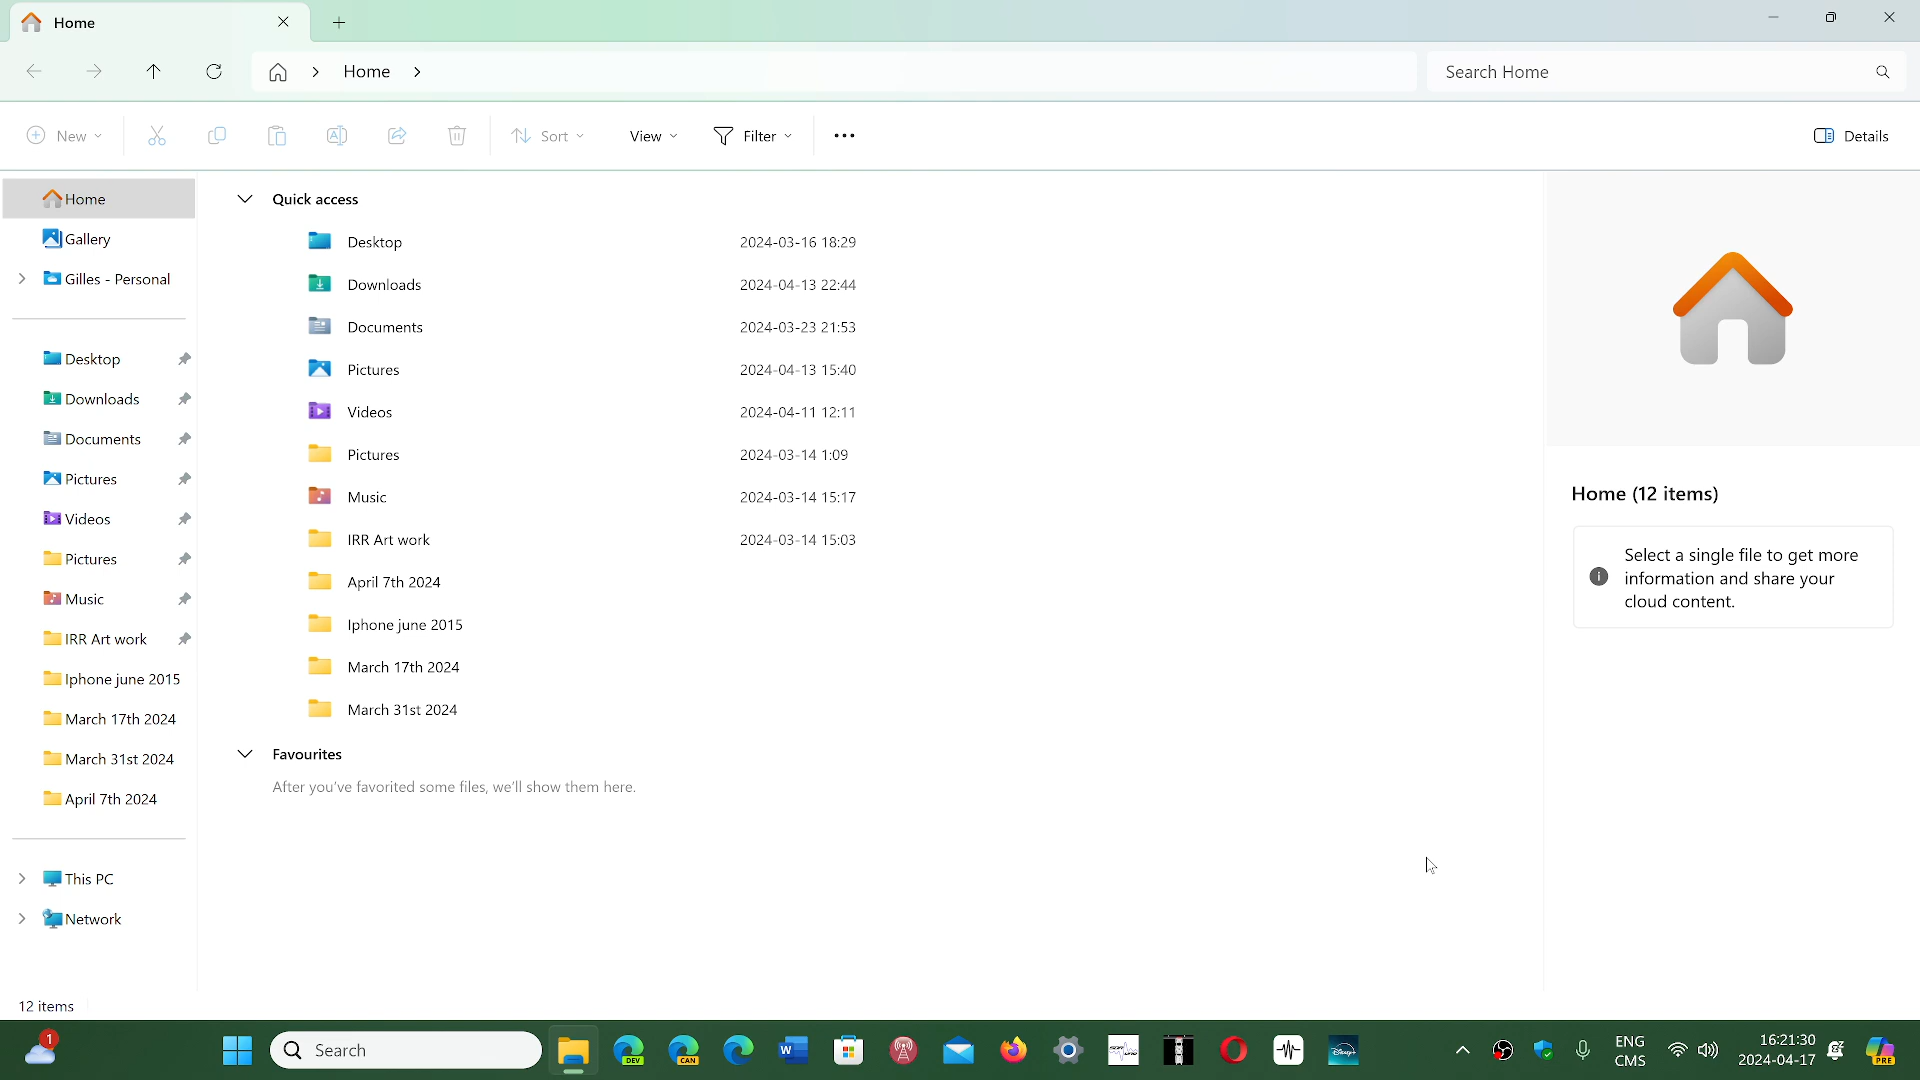 Home
Home
Search Home
New
Sort
View
Filter
Details
Home
Gallery
Gilles - Personal
Desktop
Downloads
Documents
Pictures
Videos
Pictures
Music
IRR Art work
Iphone june 2015
March 17th 2024
March 31st 2024
April 7th 2024
This PC
Network
Quick access
Desktop 2024-03-16 18:29
Downloads 2024-04-13 22:44
Documents 2024-03-23 21:53
Pictures 2024-04-13 15:40
Videos 2024-04-11 12:11
Pictures 2024-03-14 1:09
Music 2024-03-14 15:17
IRR Art work 2024-03-14 15:03
April 7th 2024
Iphone june 2015
March 17th 2024
March 31st 2024
Favourites
After you've favorited some files, we'll show them here.
Home (12 items)
Select a single file to get more
information and share your
cloud content.
12 items
1
Search
DEV
CAN
W
Disney+
ENG
CMS
16:21:30
2024-04-17
PRE